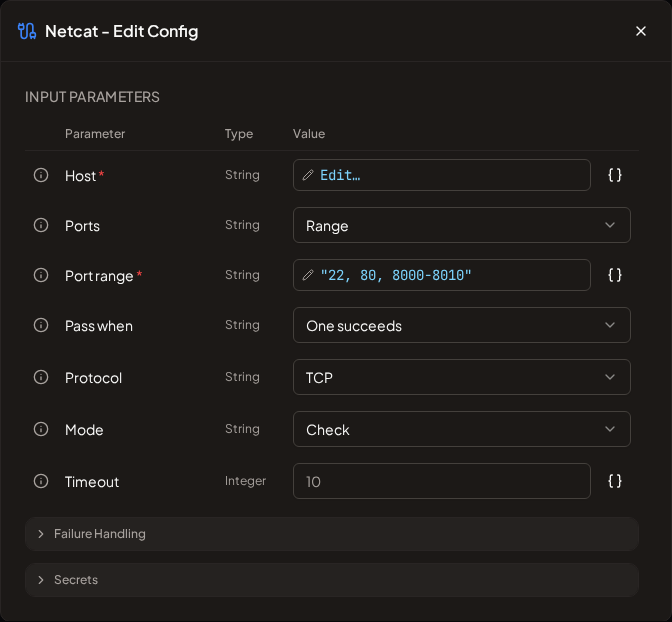 Netcat - Edit Config
INPUT PARAMETERS
Parameter Type Value
Host * String Edit… {}
Ports String Range
Port range * String "22, 80, 8000-8010" {}
Pass when String One succeeds
Protocol String TCP
Mode String Check
Timeout Integer 10 {}
Failure Handling
Secrets